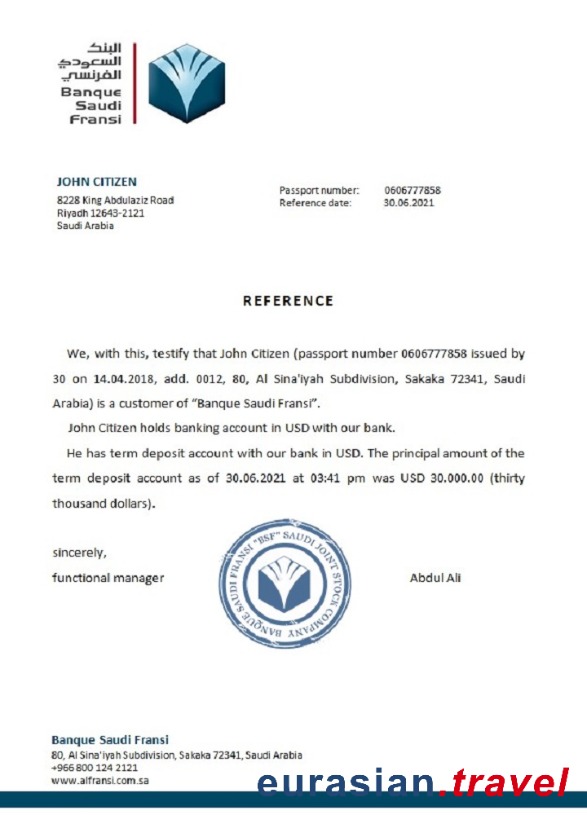 البنك
السعودي
الفرنسي
Banque
Saudi
Fransi
JOHN CITIZEN
8228 King Abdulaziz Road
Riyadh 12643-2121
Saudi Arabia
Passport number: 0606777858
Reference date: 30.06.2021
REFERENCE
We, with this, testify that John Citizen (passport number 0606777858 issued by
30 on 14.04.2018, add. 0012, 80, Al Sina'iyah Subdivision, Sakaka 72341, Saudi
Arabia) is a customer of "Banque Saudi Fransi".
John Citizen holds banking account in USD with our bank.
He has term deposit account with our bank in USD. The principal amount of the
term deposit account as of 30.06.2021 at 03:41 pm was USD 30.000.00 (thirty
thousand dollars).
sincerely,
functional manager
Abdul Ali
BANQUE SAUDI FRANSI "BSF" SAUDI JOINT STOCK COMPANY
Banque Saudi Fransi
80, Al Sina'iyah Subdivision, Sakaka 72341, Saudi Arabia
+966 800 124 2121
www.alfransi.com.sa
eurasian.travel